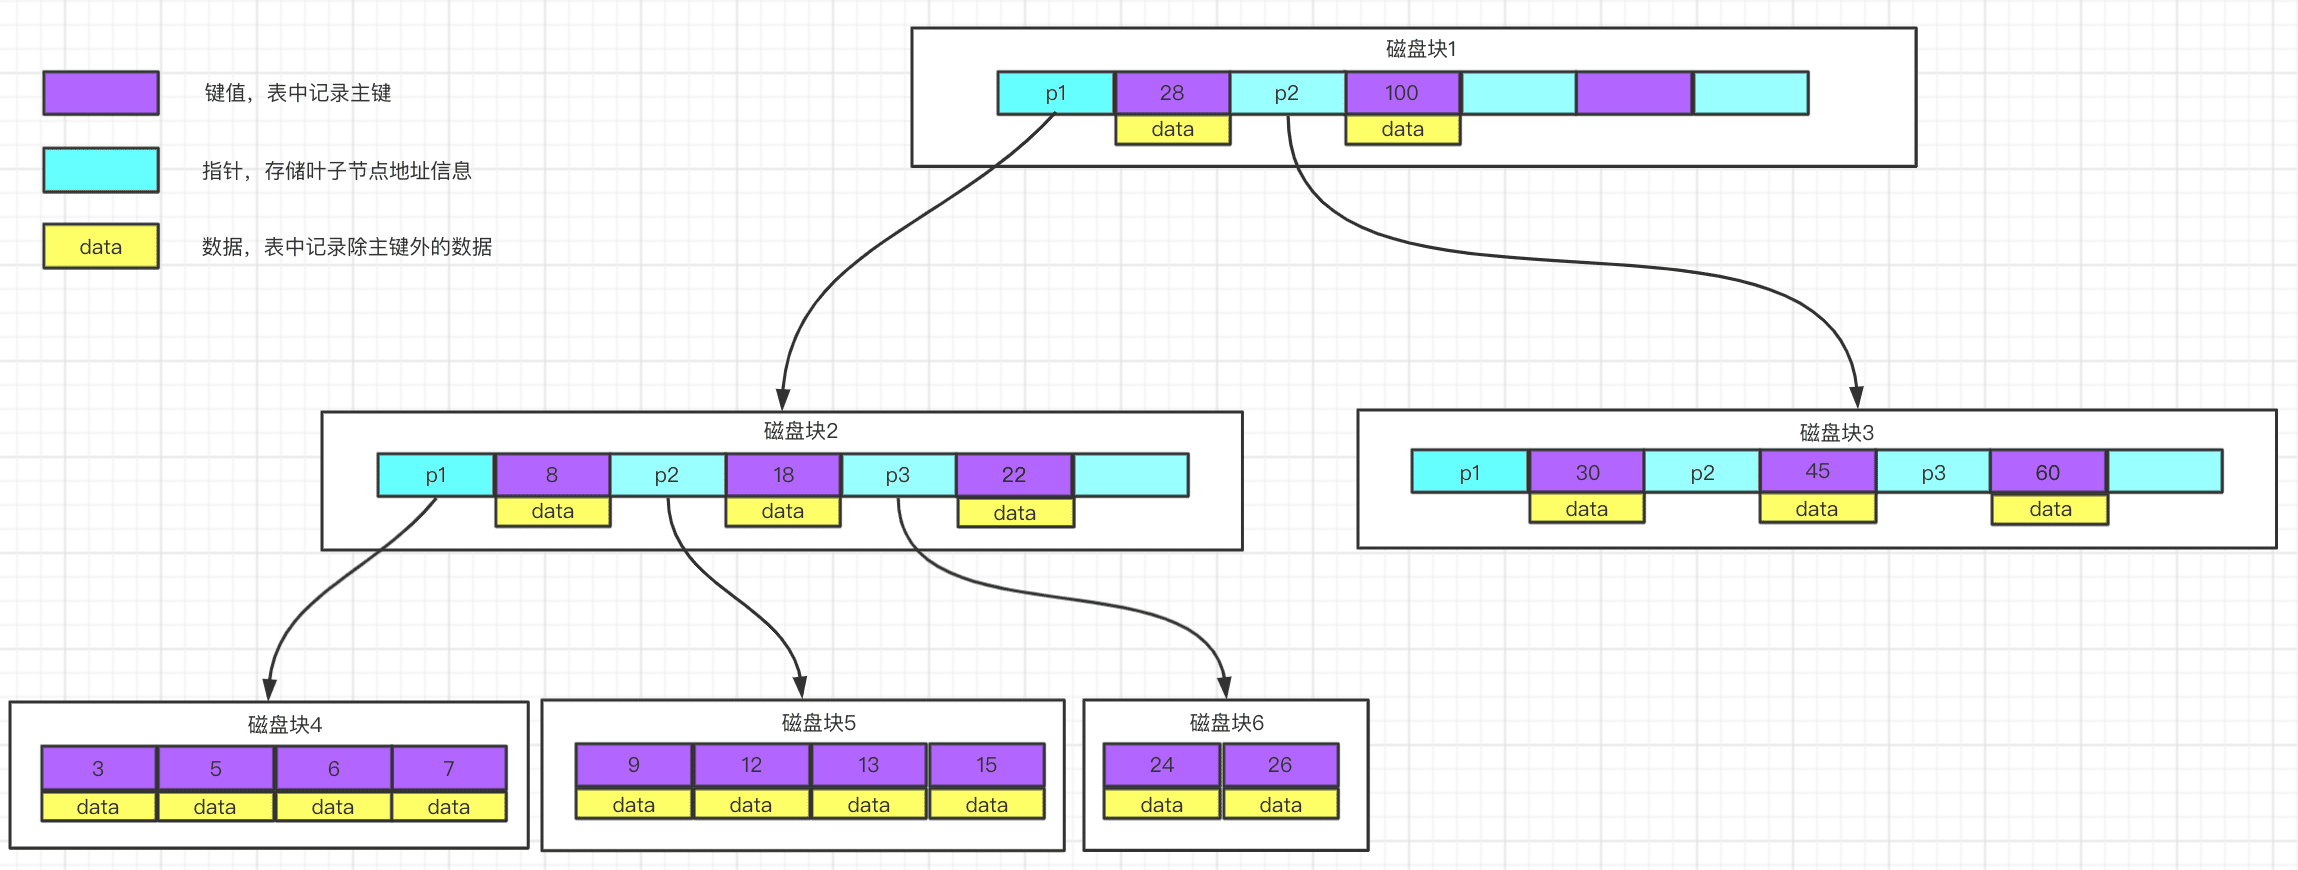 键值，表中记录主键
指针，存储叶子节点地址信息
data 数据，表中记录除主键外的数据
磁盘块1
p1 28 p2 100
data data
磁盘块2
p1 8 p2 18 p3 22
data data data
磁盘块3
p1 30 p2 45 p3 60
data data data
磁盘块4
3 5 6 7
data data data data
磁盘块5
9 12 13 15
data data data data
磁盘块6
24 26
data data